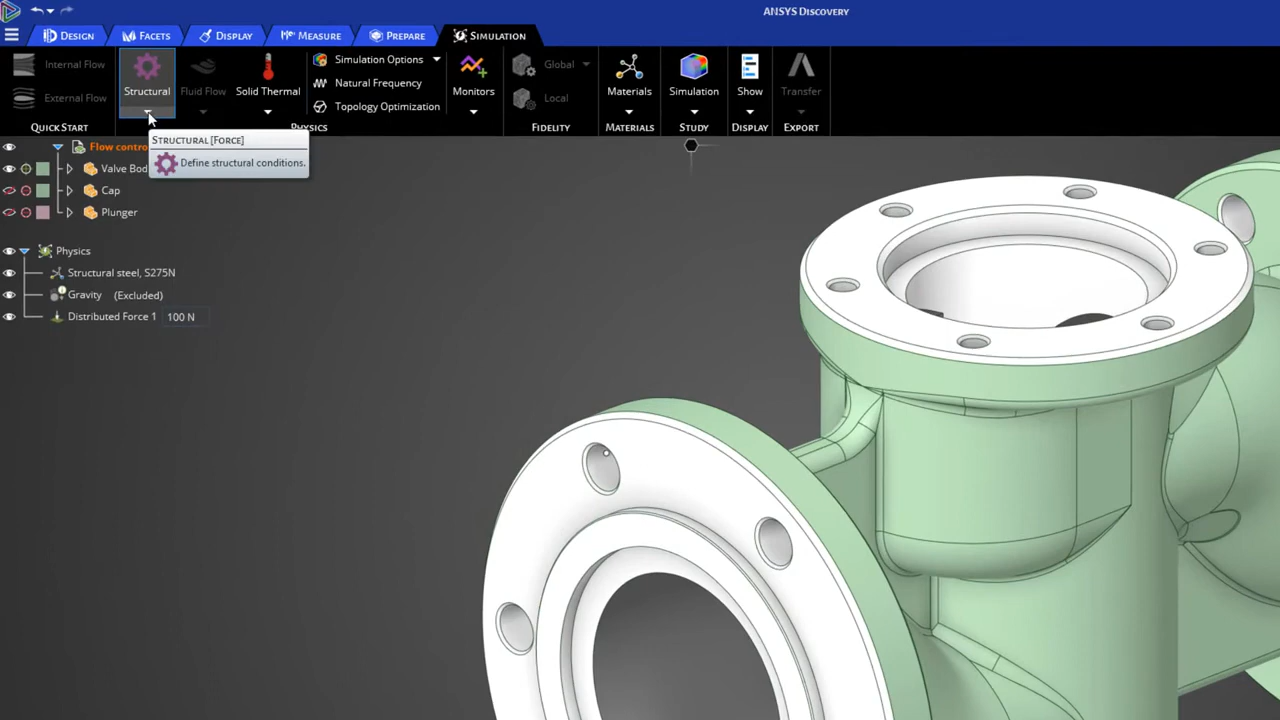 ANSYS Discovery
DESIGN FACETS DISPLAY MEASURE PREPARE SIMULATION
Internal Flow
External Flow
Structural
Fluid Flow
Solid Thermal
Simulation Options
Natural Frequency
Topology Optimization
Monitors
Global
Local
Materials
Simulation
Show
Transfer
QUICK START PHYSICS FIDELITY MATERIALS STUDY DISPLAY EXPORT
STRUCTURAL [FORCE]
Define structural conditions.
Flow contro
Valve Bod
Cap
Plunger
Physics
Structural steel, S275N
Gravity (Excluded)
Distributed Force 1 100 N